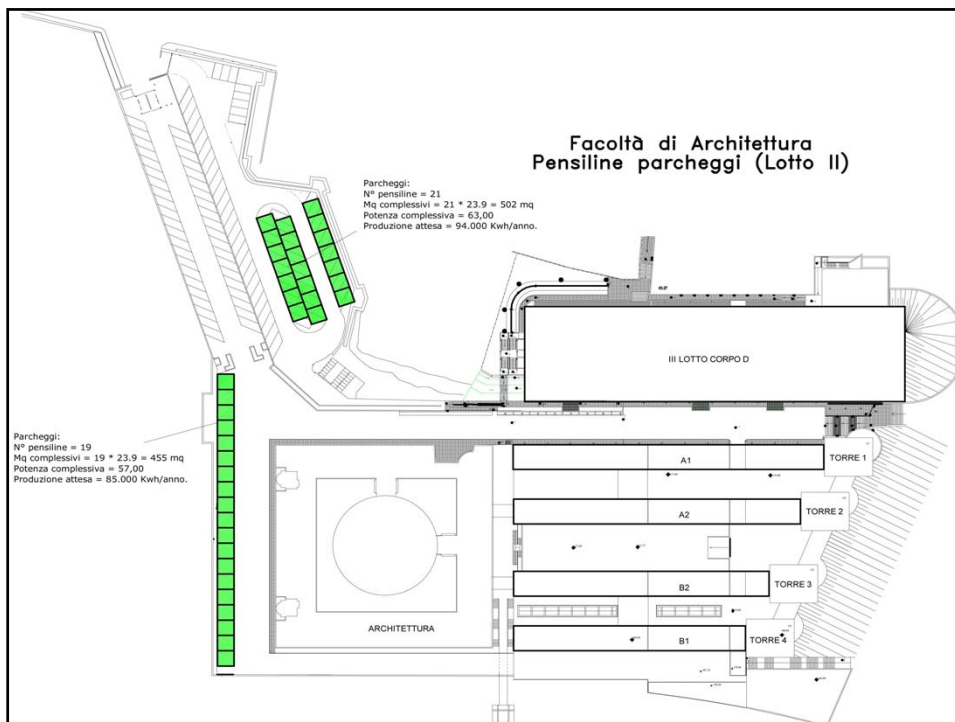 Facoltà di Architettura
Pensiline parcheggi (Lotto II)
Parcheggi:
N° pensiline = 21
Mq complessivi = 21 * 23.9 = 502 mq
Potenza complessiva = 63,00
Produzione attesa = 94.000 Kwh/anno.
III LOTTO CORPO D
Parcheggi:
N° pensiline = 19
Mq complessivi = 19 * 23.9 = 455 mq
Potenza complessiva = 57,00
Produzione attesa = 85.000 Kwh/anno.
A1
TORRE 1
A2
TORRE 2
B2
TORRE 3
ARCHITETTURA
B1
TORRE 4